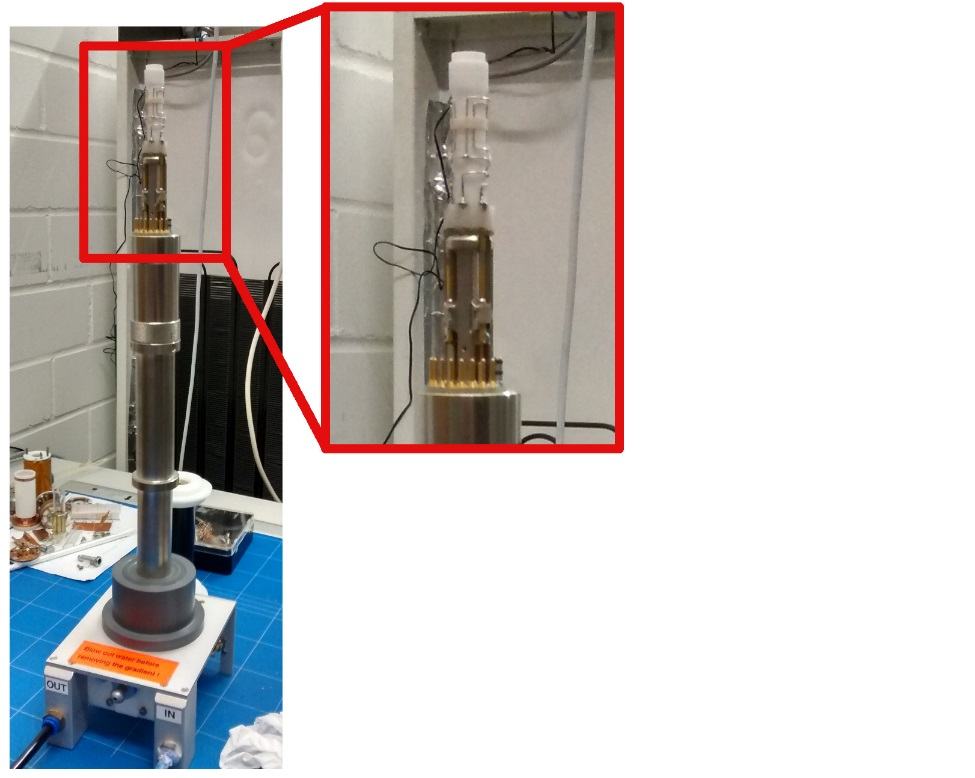 Blow out water before
removing the gradient !
OUT
IN